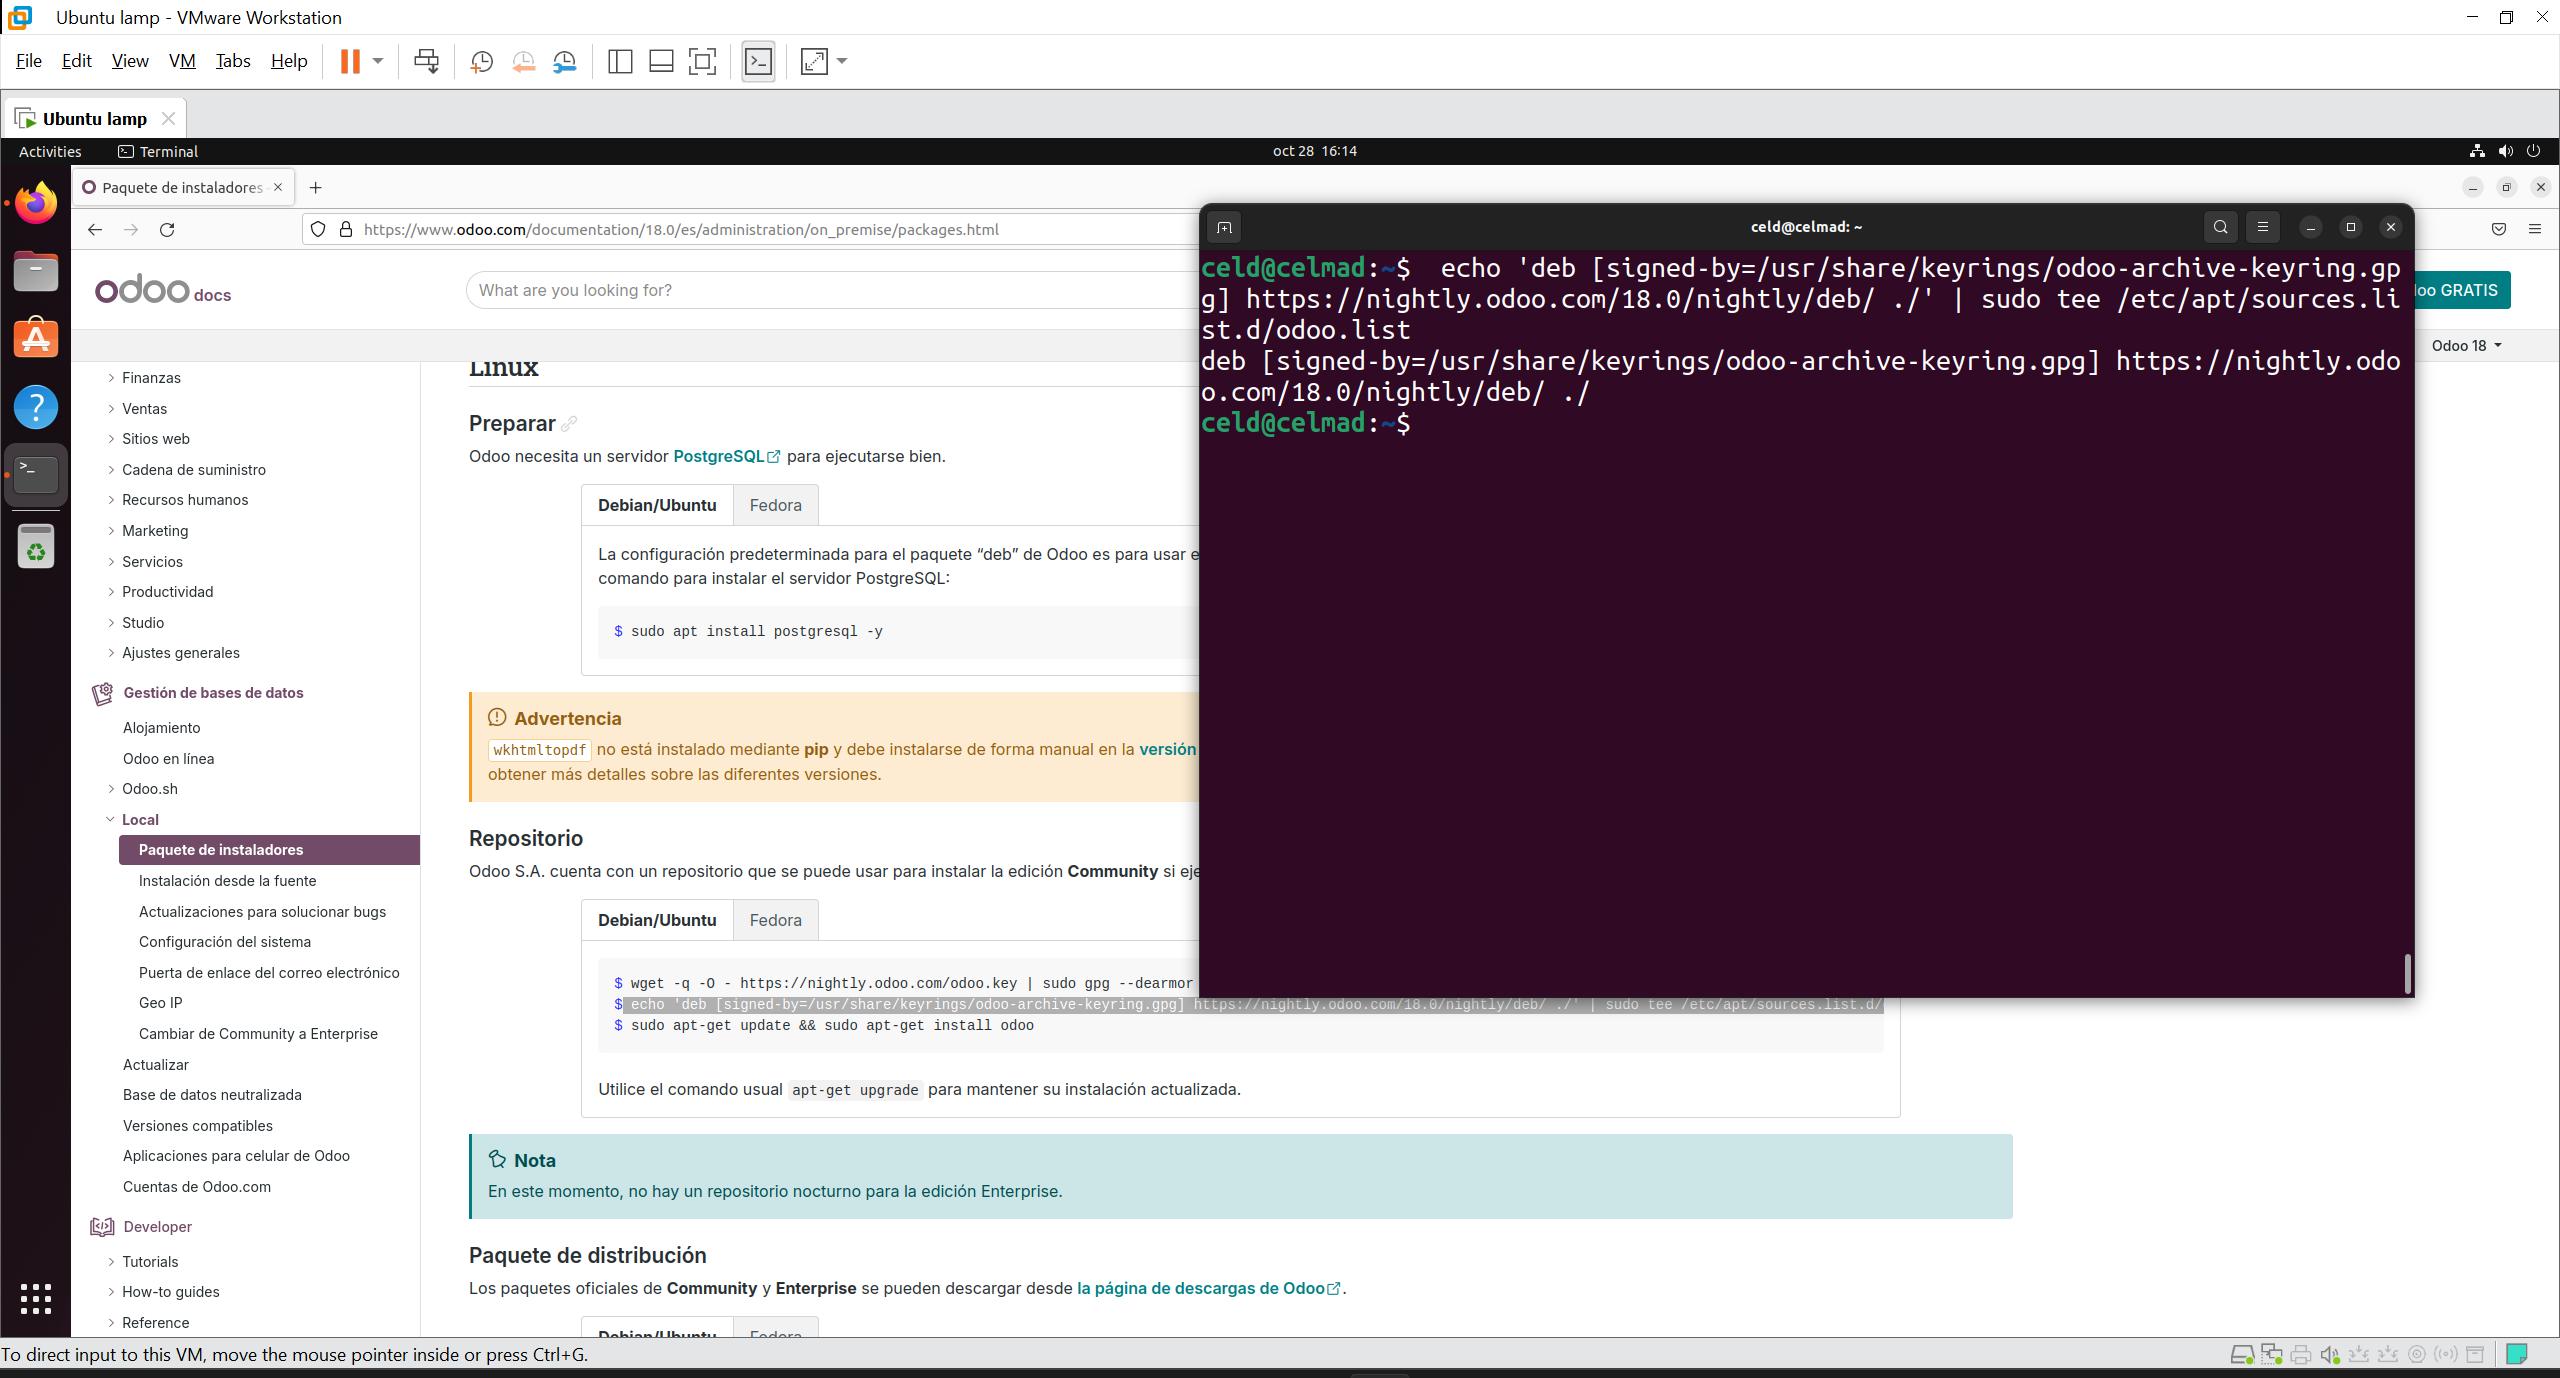 Ubuntu lamp - VMware Workstation
File Edit View VM Tabs Help
Ubuntu lamp
Activities Terminal oct 28 16:14
Paquete de instaladores
https://www.odoo.com/documentation/18.0/es/administration/on_premise/packages.html
odoo docs
What are you looking for?
oo GRATIS
Odoo 18
Finanzas
Ventas
Sitios web
Cadena de suministro
Recursos humanos
Marketing
Servicios
Productividad
Studio
Ajustes generales
Gestión de bases de datos
Alojamiento
Odoo en línea
Odoo.sh
Local
Paquete de instaladores
Instalación desde la fuente
Actualizaciones para solucionar bugs
Configuración del sistema
Puerta de enlace del correo electrónico
Geo IP
Cambiar de Community a Enterprise
Actualizar
Base de datos neutralizada
Versiones compatibles
Aplicaciones para celular de Odoo
Cuentas de Odoo.com
Developer
Tutorials
How-to guides
Reference
Linux
Preparar
Odoo necesita un servidor PostgreSQL para ejecutarse bien.
Debian/Ubuntu Fedora
La configuración predeterminada para el paquete “deb” de Odoo es para usar e
comando para instalar el servidor PostgreSQL:
$ sudo apt install postgresql -y
Advertencia
wkhtmltopdf no está instalado mediante pip y debe instalarse de forma manual en la versión
obtener más detalles sobre las diferentes versiones.
Repositorio
Odoo S.A. cuenta con un repositorio que se puede usar para instalar la edición Community si eje
Debian/Ubuntu Fedora
$ wget -q -O - https://nightly.odoo.com/odoo.key | sudo gpg --dearmor
$ echo 'deb [signed-by=/usr/share/keyrings/odoo-archive-keyring.gpg] https://nightly.odoo.com/18.0/nightly/deb/ ./' | sudo tee /etc/apt/sources.list.d/
$ sudo apt-get update && sudo apt-get install odoo
Utilice el comando usual apt-get upgrade para mantener su instalación actualizada.
Nota
En este momento, no hay un repositorio nocturno para la edición Enterprise.
Paquete de distribución
Los paquetes oficiales de Community y Enterprise se pueden descargar desde la página de descargas de Odoo.
Debian/Ubuntu Fedora
celd@celmad: ~
celd@celmad:~$  echo 'deb [signed-by=/usr/share/keyrings/odoo-archive-keyring.gp
g] https://nightly.odoo.com/18.0/nightly/deb/ ./' | sudo tee /etc/apt/sources.li
st.d/odoo.list
deb [signed-by=/usr/share/keyrings/odoo-archive-keyring.gpg] https://nightly.odo
o.com/18.0/nightly/deb/ ./
celd@celmad:~$
To direct input to this VM, move the mouse pointer inside or press Ctrl+G.